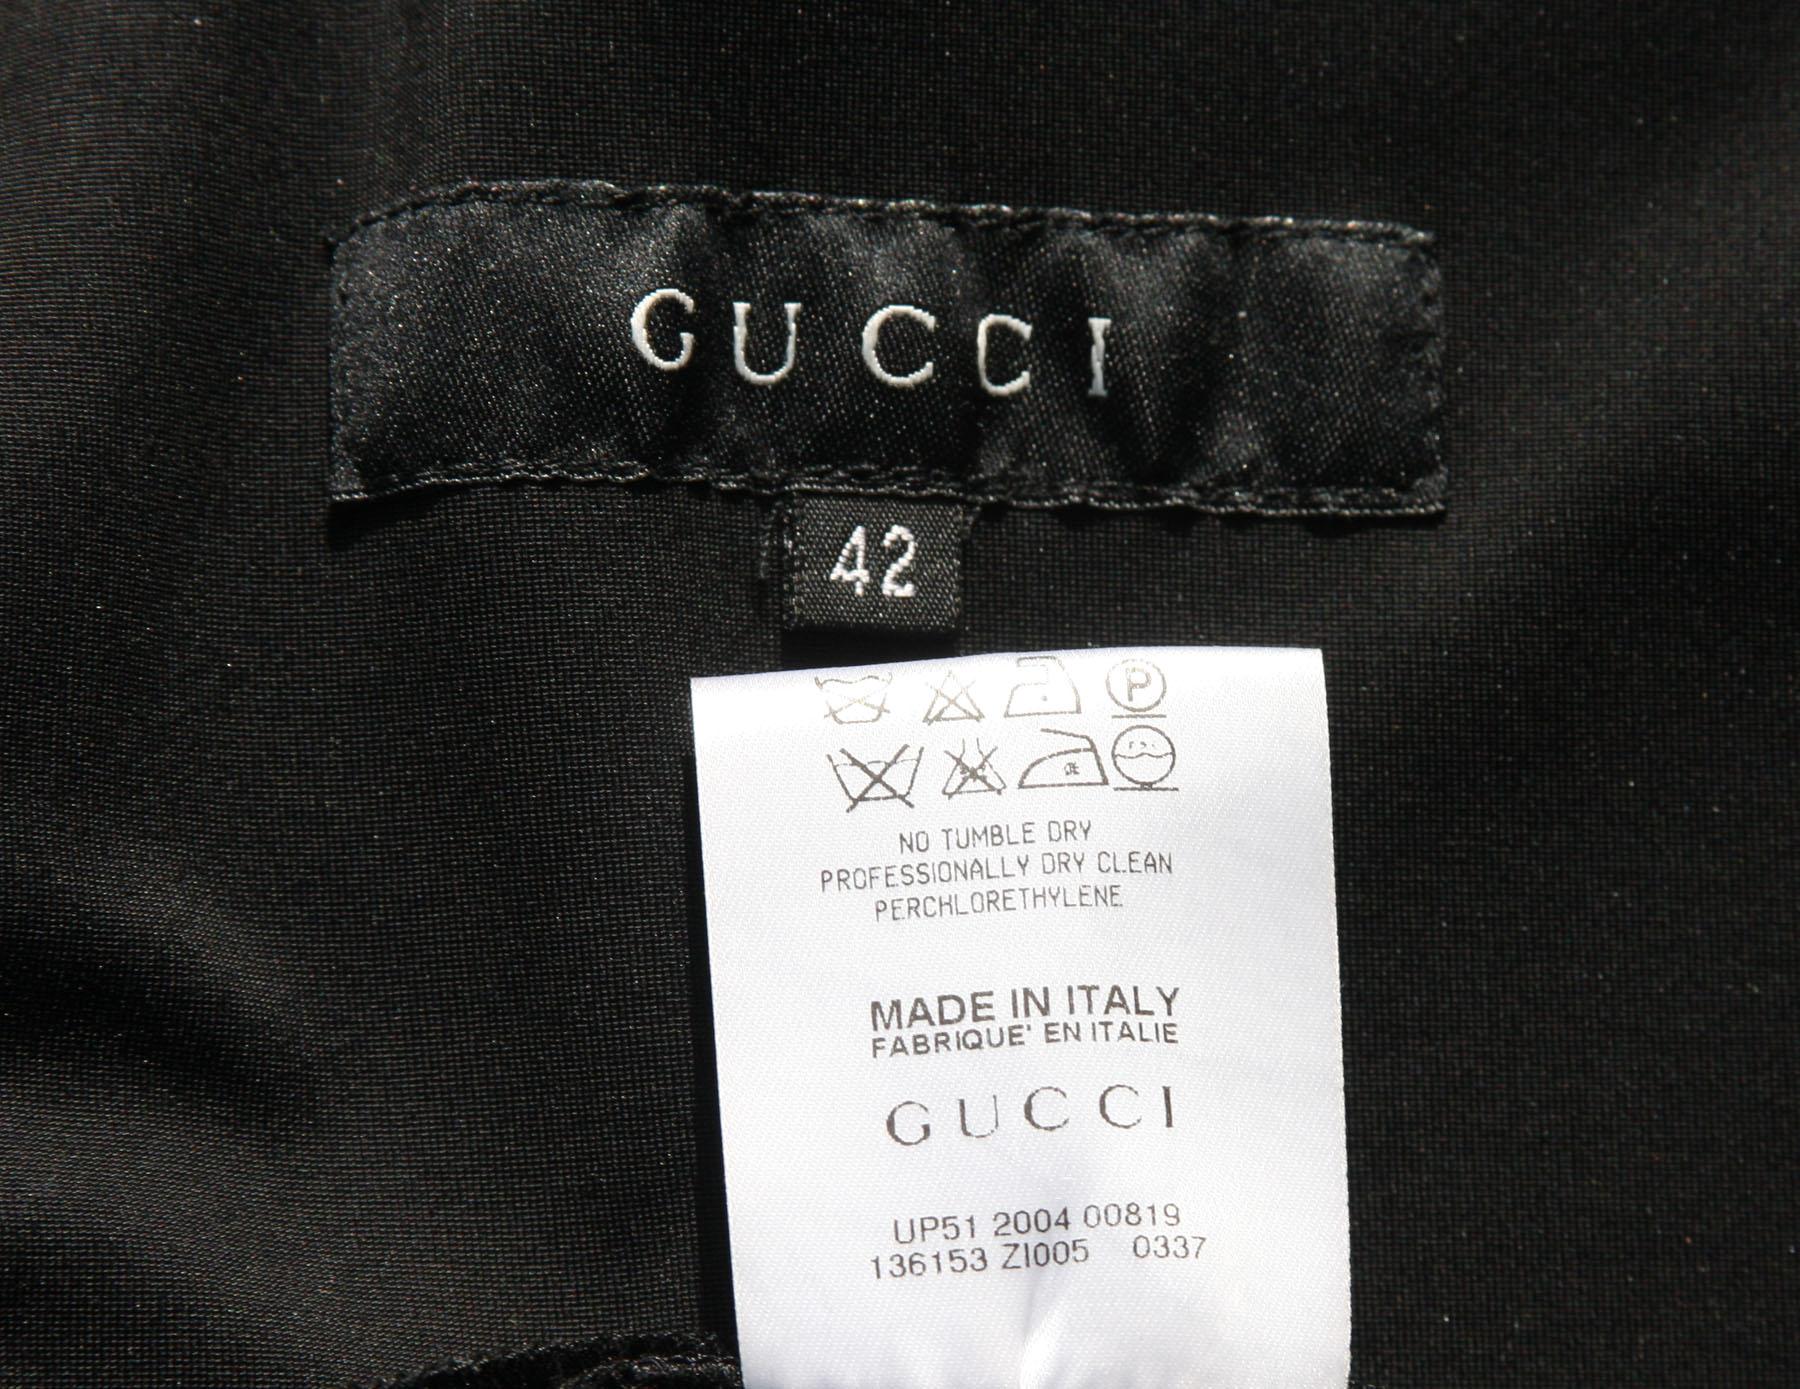 GUCCI
42
P
NO TUMBLE DRY
PROFESSIONALLY DRY CLEAN
PERCHLORETHYLENE
MADE IN ITALY
FABRIQUE' EN ITALIE
GUCCI
UP51 2004 00819
136153 ZI005 0337